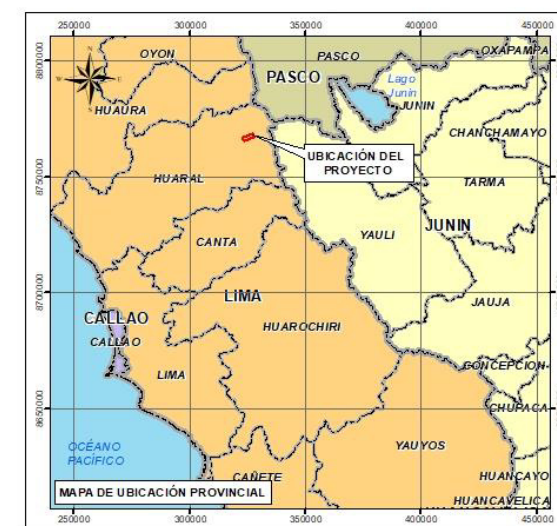 250000 300000 350000 400000 450000
8800000
8750000
8700000
8650000
N
OYON
PASCO
OXAPAMPA
PASCO
Lago
Junin
HUAURA
JUNIN
CHANCHAMAYO
UBICACIÓN DEL
PROYECTO
HUARAL
TARMA
YAULI
JUNIN
CANTA
LIMA
JAUJA
CALLAO
CALLAO
HUAROCHIRI
LIMA
CONCEPCION
CHUPACA
OCÉANO
PACÍFICO
YAUYOS
CAÑETE
HUANCAYO
MAPA DE UBICACIÓN PROVINCIAL
HUANCAVELICA
250000 300000 350000 400000 450000